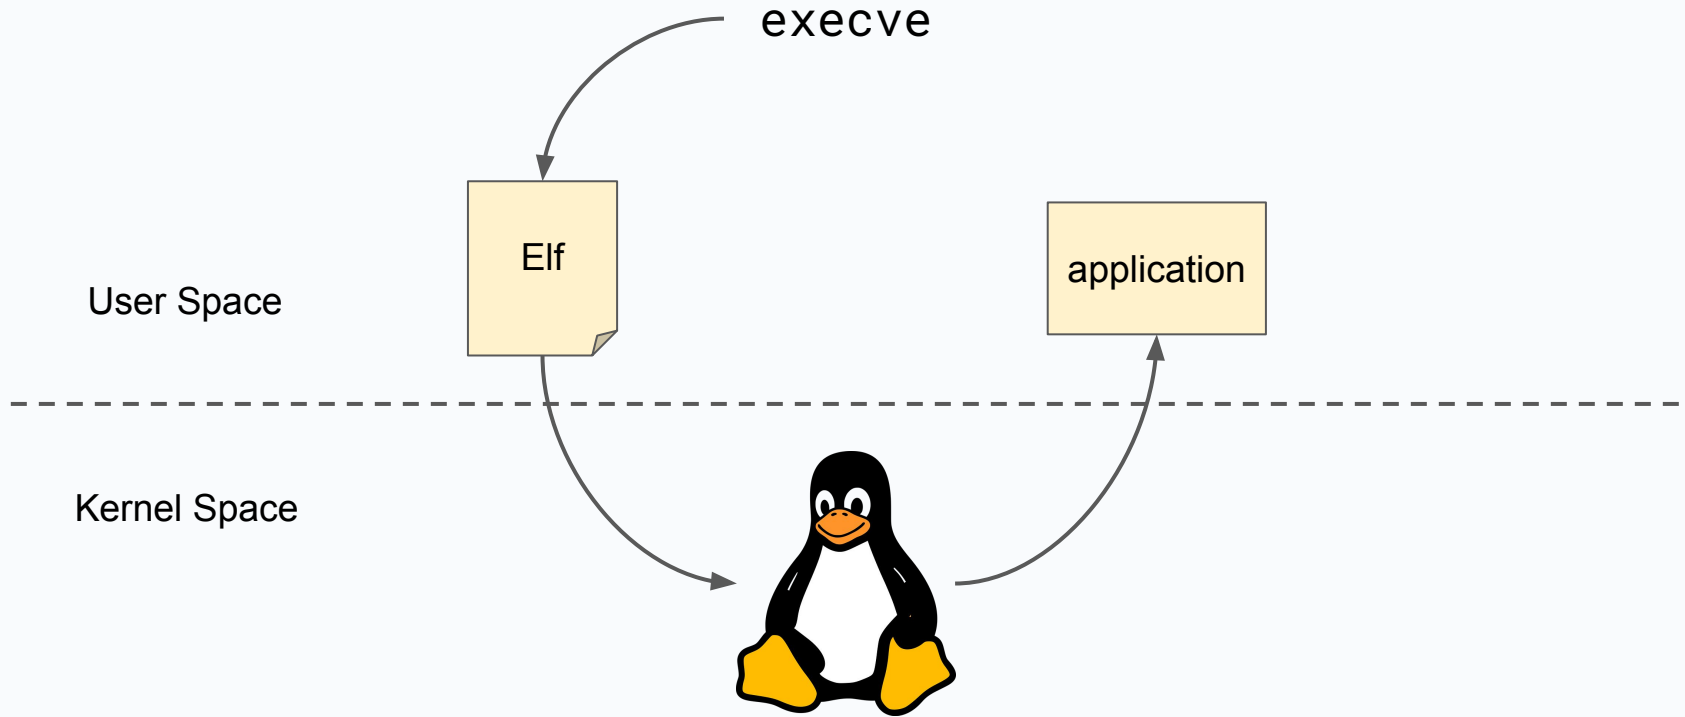 execve
Elf
application
User Space
Kernel Space